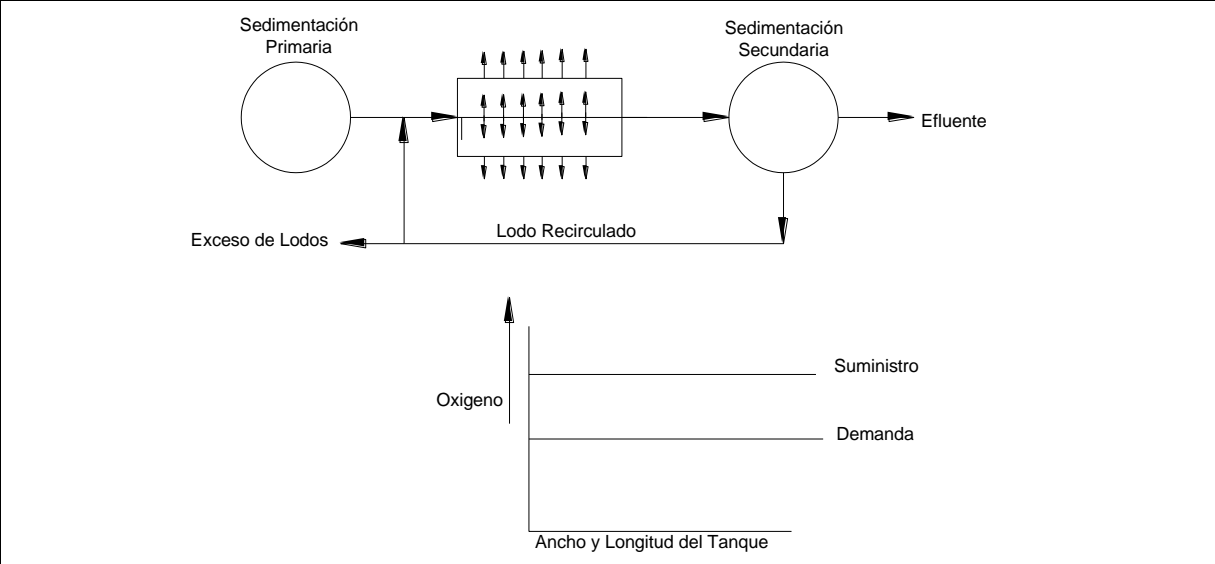 Sedimentación
Primaria
Sedimentación
Secundaria
Efluente
Lodo Recirculado
Exceso de Lodos
Suministro
Oxigeno
Demanda
Ancho y Longitud del Tanque